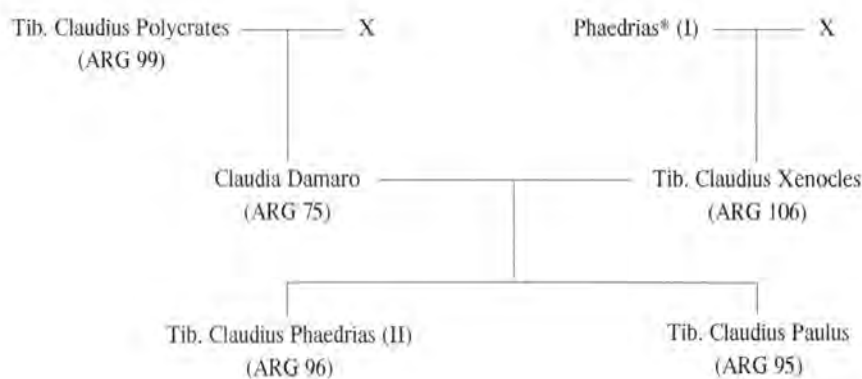 Tib. Claudius Polycrates X Phaedrias* (I) X
(ARG 99)
Claudia Damaro Tib. Claudius Xenocles
(ARG 75) (ARG 106)
Tib. Claudius Phaedrias (II) Tib. Claudius Paulus
(ARG 96) (ARG 95)